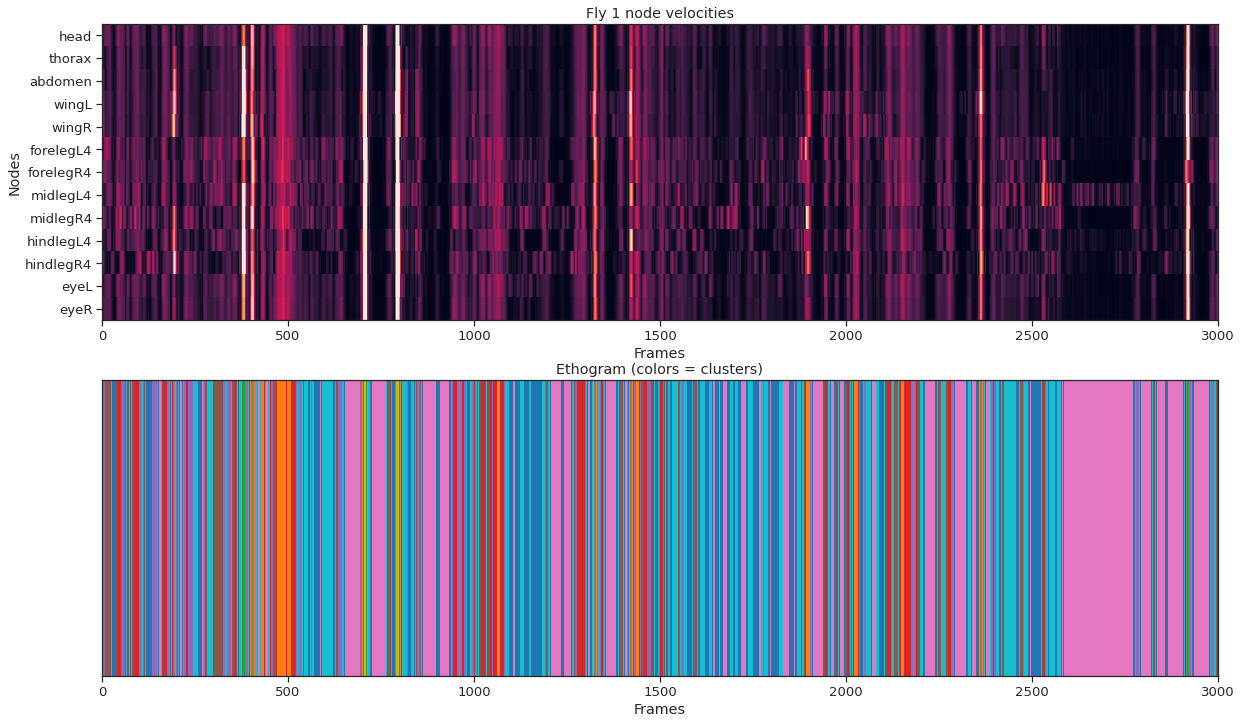 Fly 1 node velocities
Nodes
head
thorax
abdomen
wingL
wingR
forelegL4
forelegR4
midlegL4
midlegR4
hindlegL4
hindlegR4
eyeL
eyeR
0 500 1000 1500 2000 2500 3000
Frames
Ethogram (colors = clusters)
0 500 1000 1500 2000 2500 3000
Frames